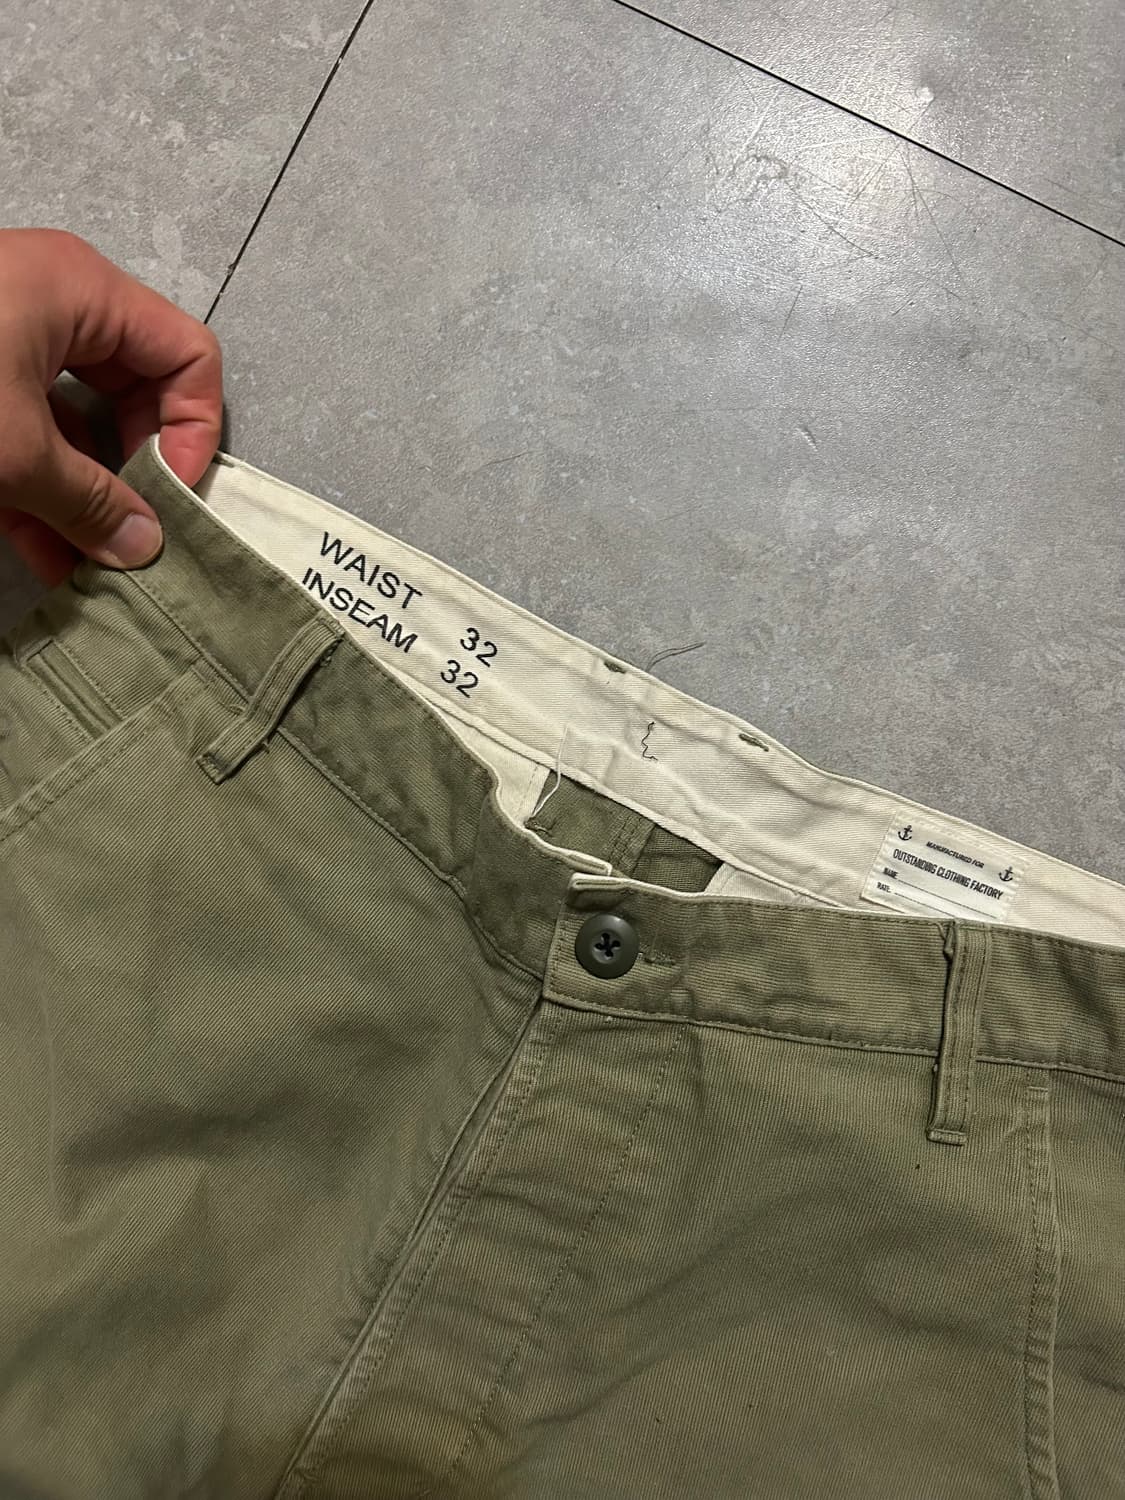 WAIST 32
INSEAM 32
MANUFACTURED FOR
OUTSTANDING CLOTHING FACTORY
NAME
RATE